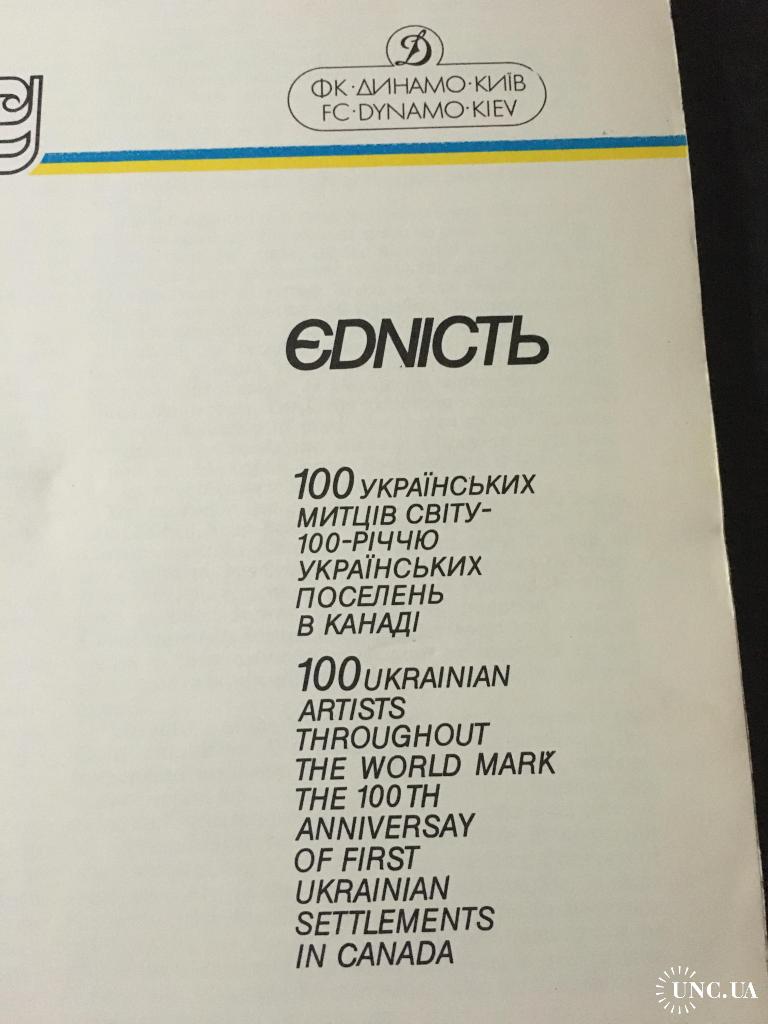 Д
ФК·ДИНАМО·КИЇВ
FC·DYNAMO·KIEV
ЄDNІСТЬ
100 УКРАЇНСЬКИХ
МИТЦІВ СВІТУ-
100-РІЧЧЮ
УКРАЇНСЬКИХ
ПОСЕЛЕНЬ
В КАНАДІ
100 UKRAINIAN
ARTISTS
THROUGHOUT
THE WORLD MARK
THE 100TH
ANNIVERSAY
OF FIRST
UKRAINIAN
SETTLEMENTS
IN CANADA
UNC.UA